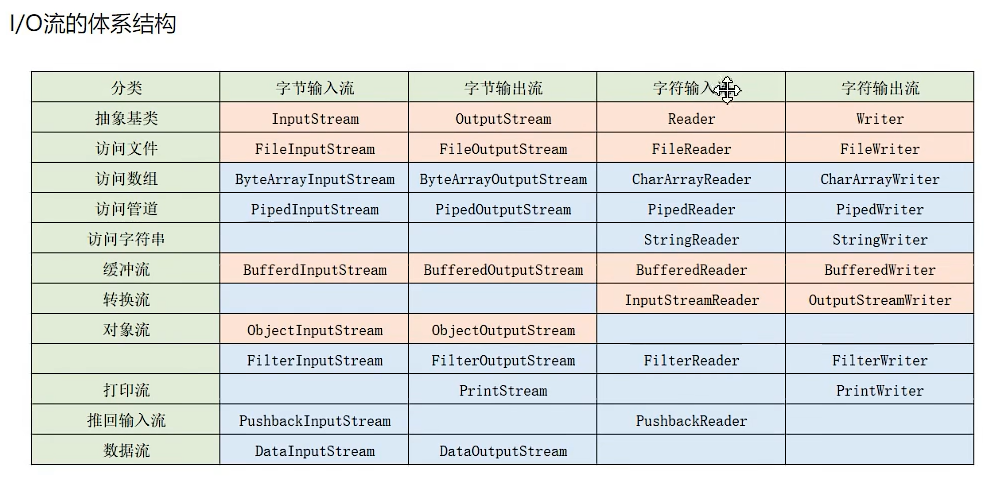 I/O流的体系结构
分类 字节输入流 字节输出流 字符输入流 字符输出流
抽象基类 InputStream OutputStream Reader Writer
访问文件 FileInputStream FileOutputStream FileReader FileWriter
访问数组 ByteArrayInputStream ByteArrayOutputStream CharArrayReader CharArrayWriter
访问管道 PipedInputStream PipedOutputStream PipedReader PipedWriter
访问字符串 StringReader StringWriter
缓冲流 BufferdInputStream BufferedOutputStream BufferedReader BufferedWriter
转换流 InputStreamReader OutputStreamWriter
对象流 ObjectInputStream ObjectOutputStream
FilterInputStream FilterOutputStream FilterReader FilterWriter
打印流 PrintStream PrintWriter
推回输入流 PushbackInputStream PushbackReader
数据流 DataInputStream DataOutputStream